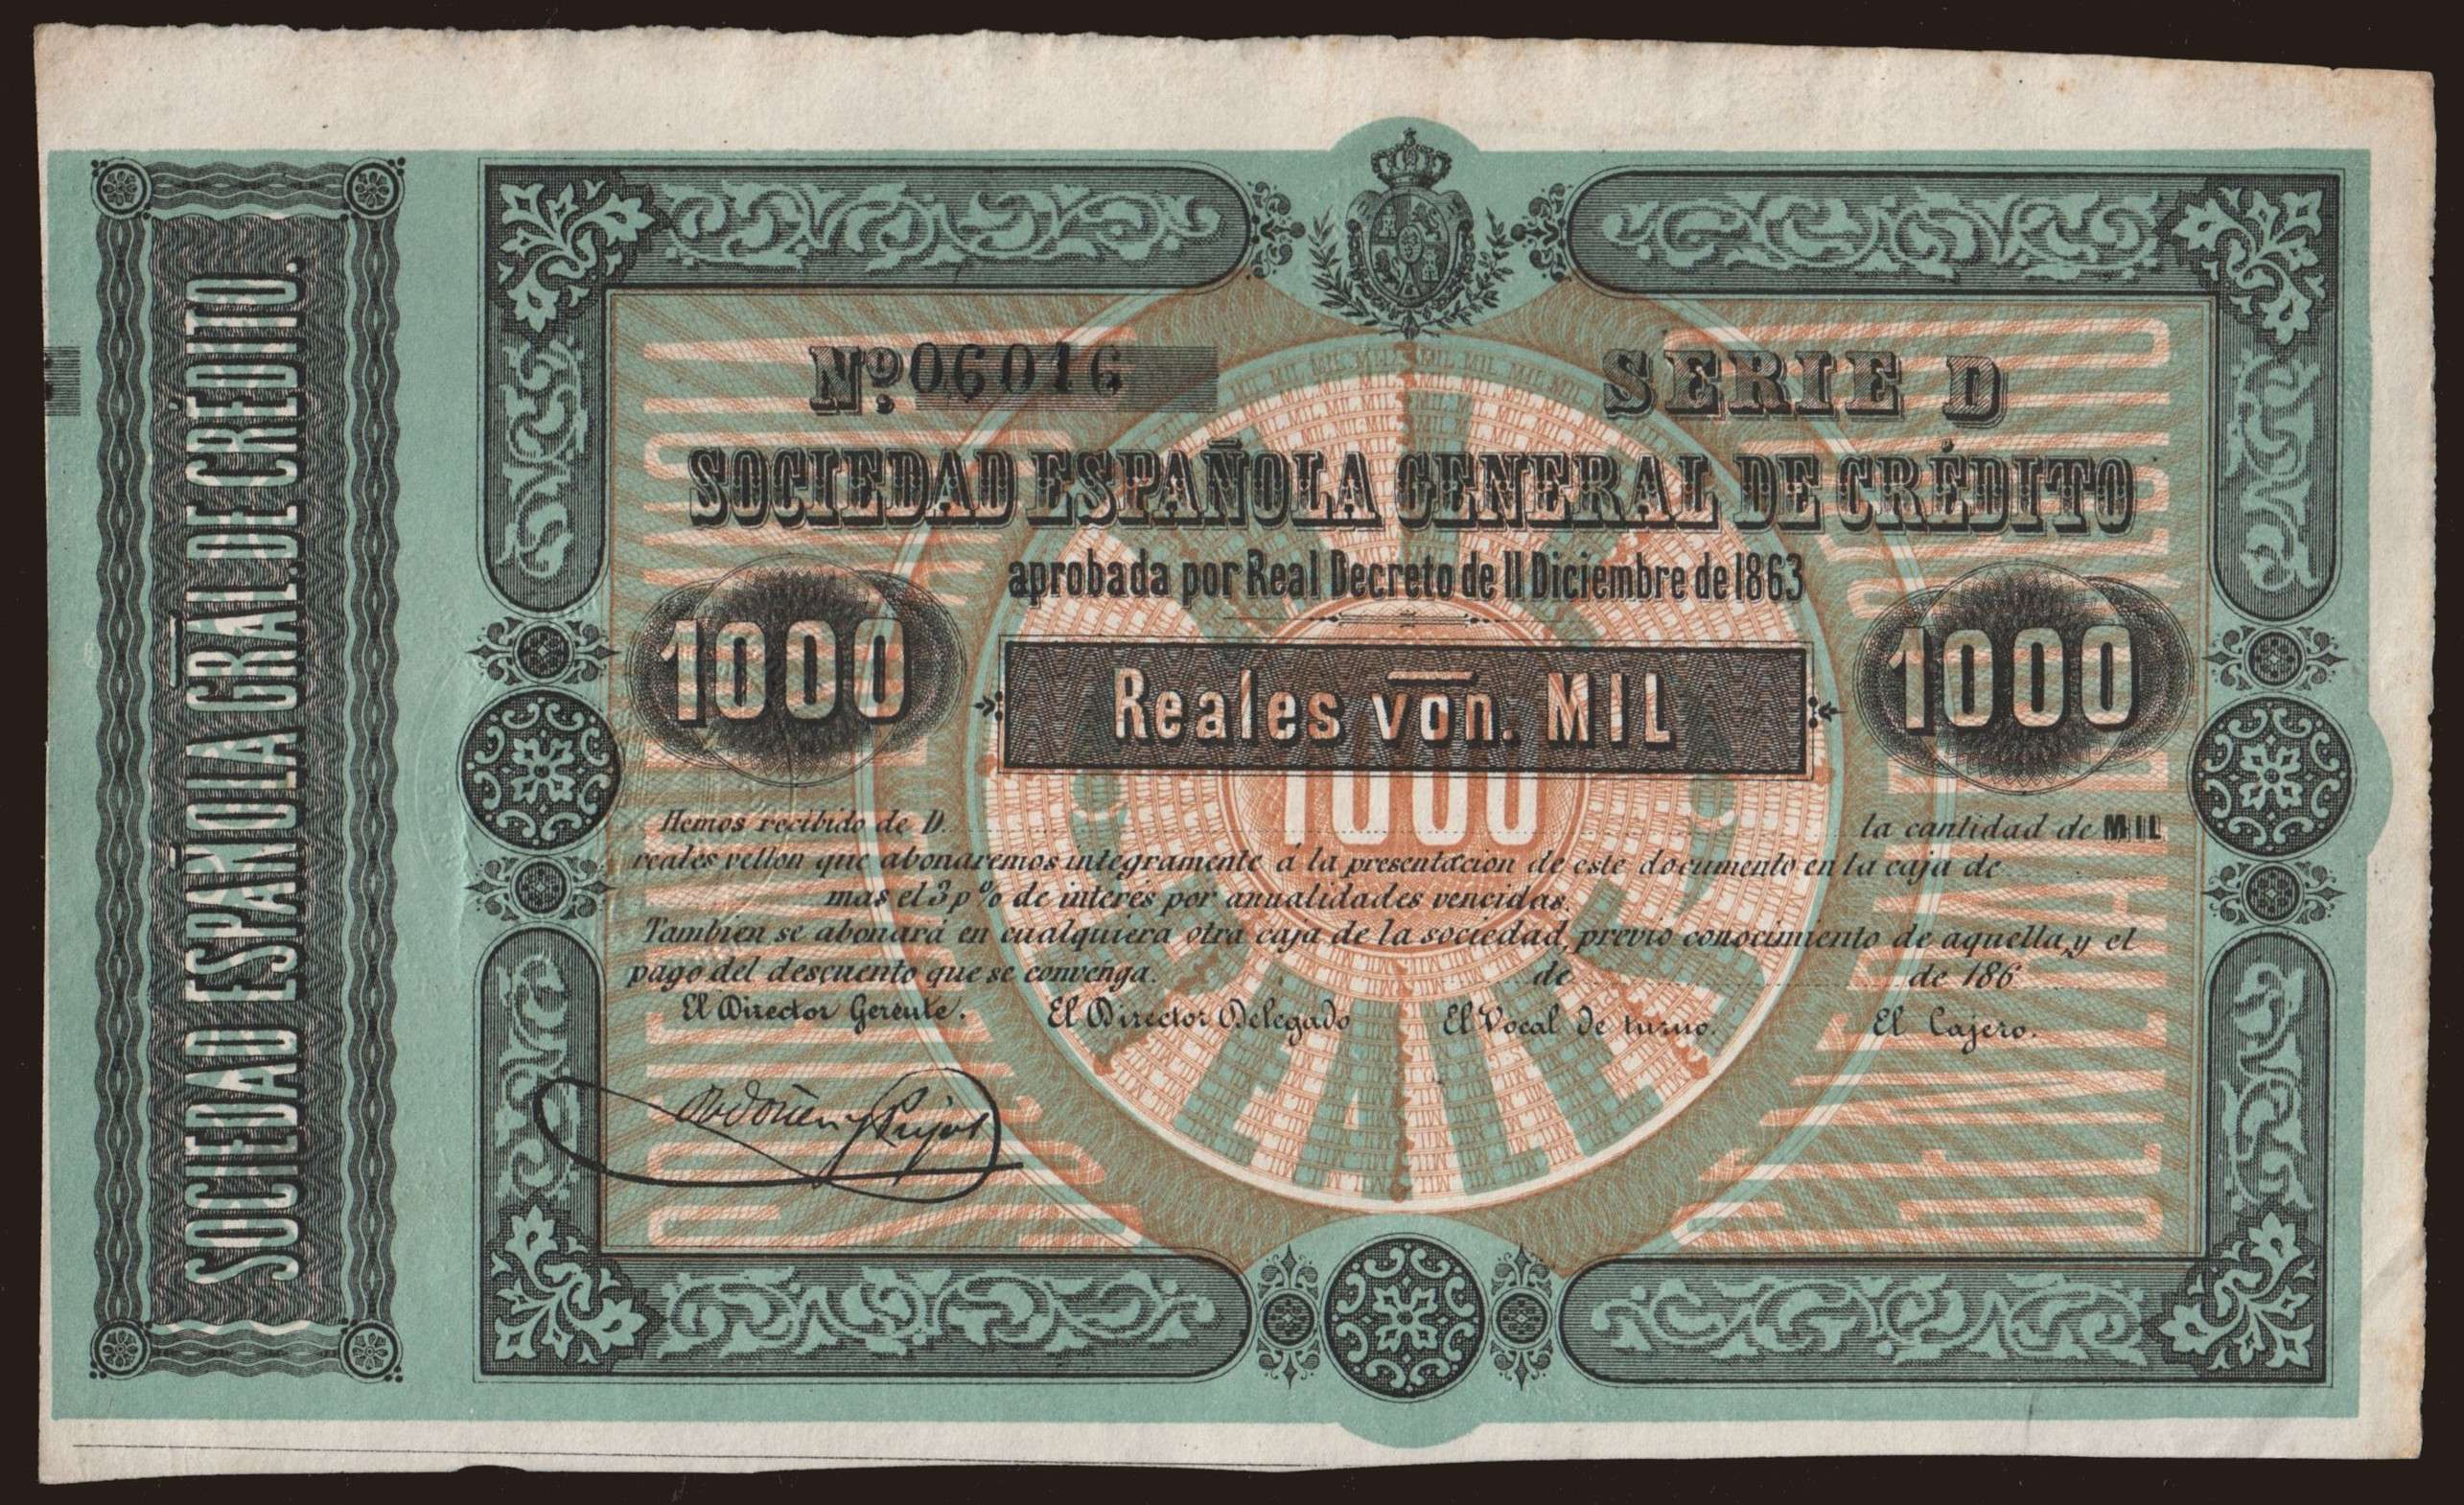 SOCIEDAD ESPAÑOLA GRAL. DE CRÉDITO.
Nº. 06016
SERIE D
SOCIEDAD ESPAÑOLA GENERAL DE CRÉDITO
aprobada por Real Decreto de 11 Diciembre de 1863
1000
Reales von. MIL
1000
1000
Hemos recibido de D. la cantidad de MIL
reales vellon que abonaremos integramente á la presentacion de este documento en la caja de
mas el 3 p% de interés por anualidades vencidas.
Tambien se abonará en cualquiera otra caja de la sociedad, previo conocimiento de aquella, y el
pago del descuento que se convenga. de de 186
El Director Gerente. El Director Delegado El Vocal de turno. El Cajero.
REALES